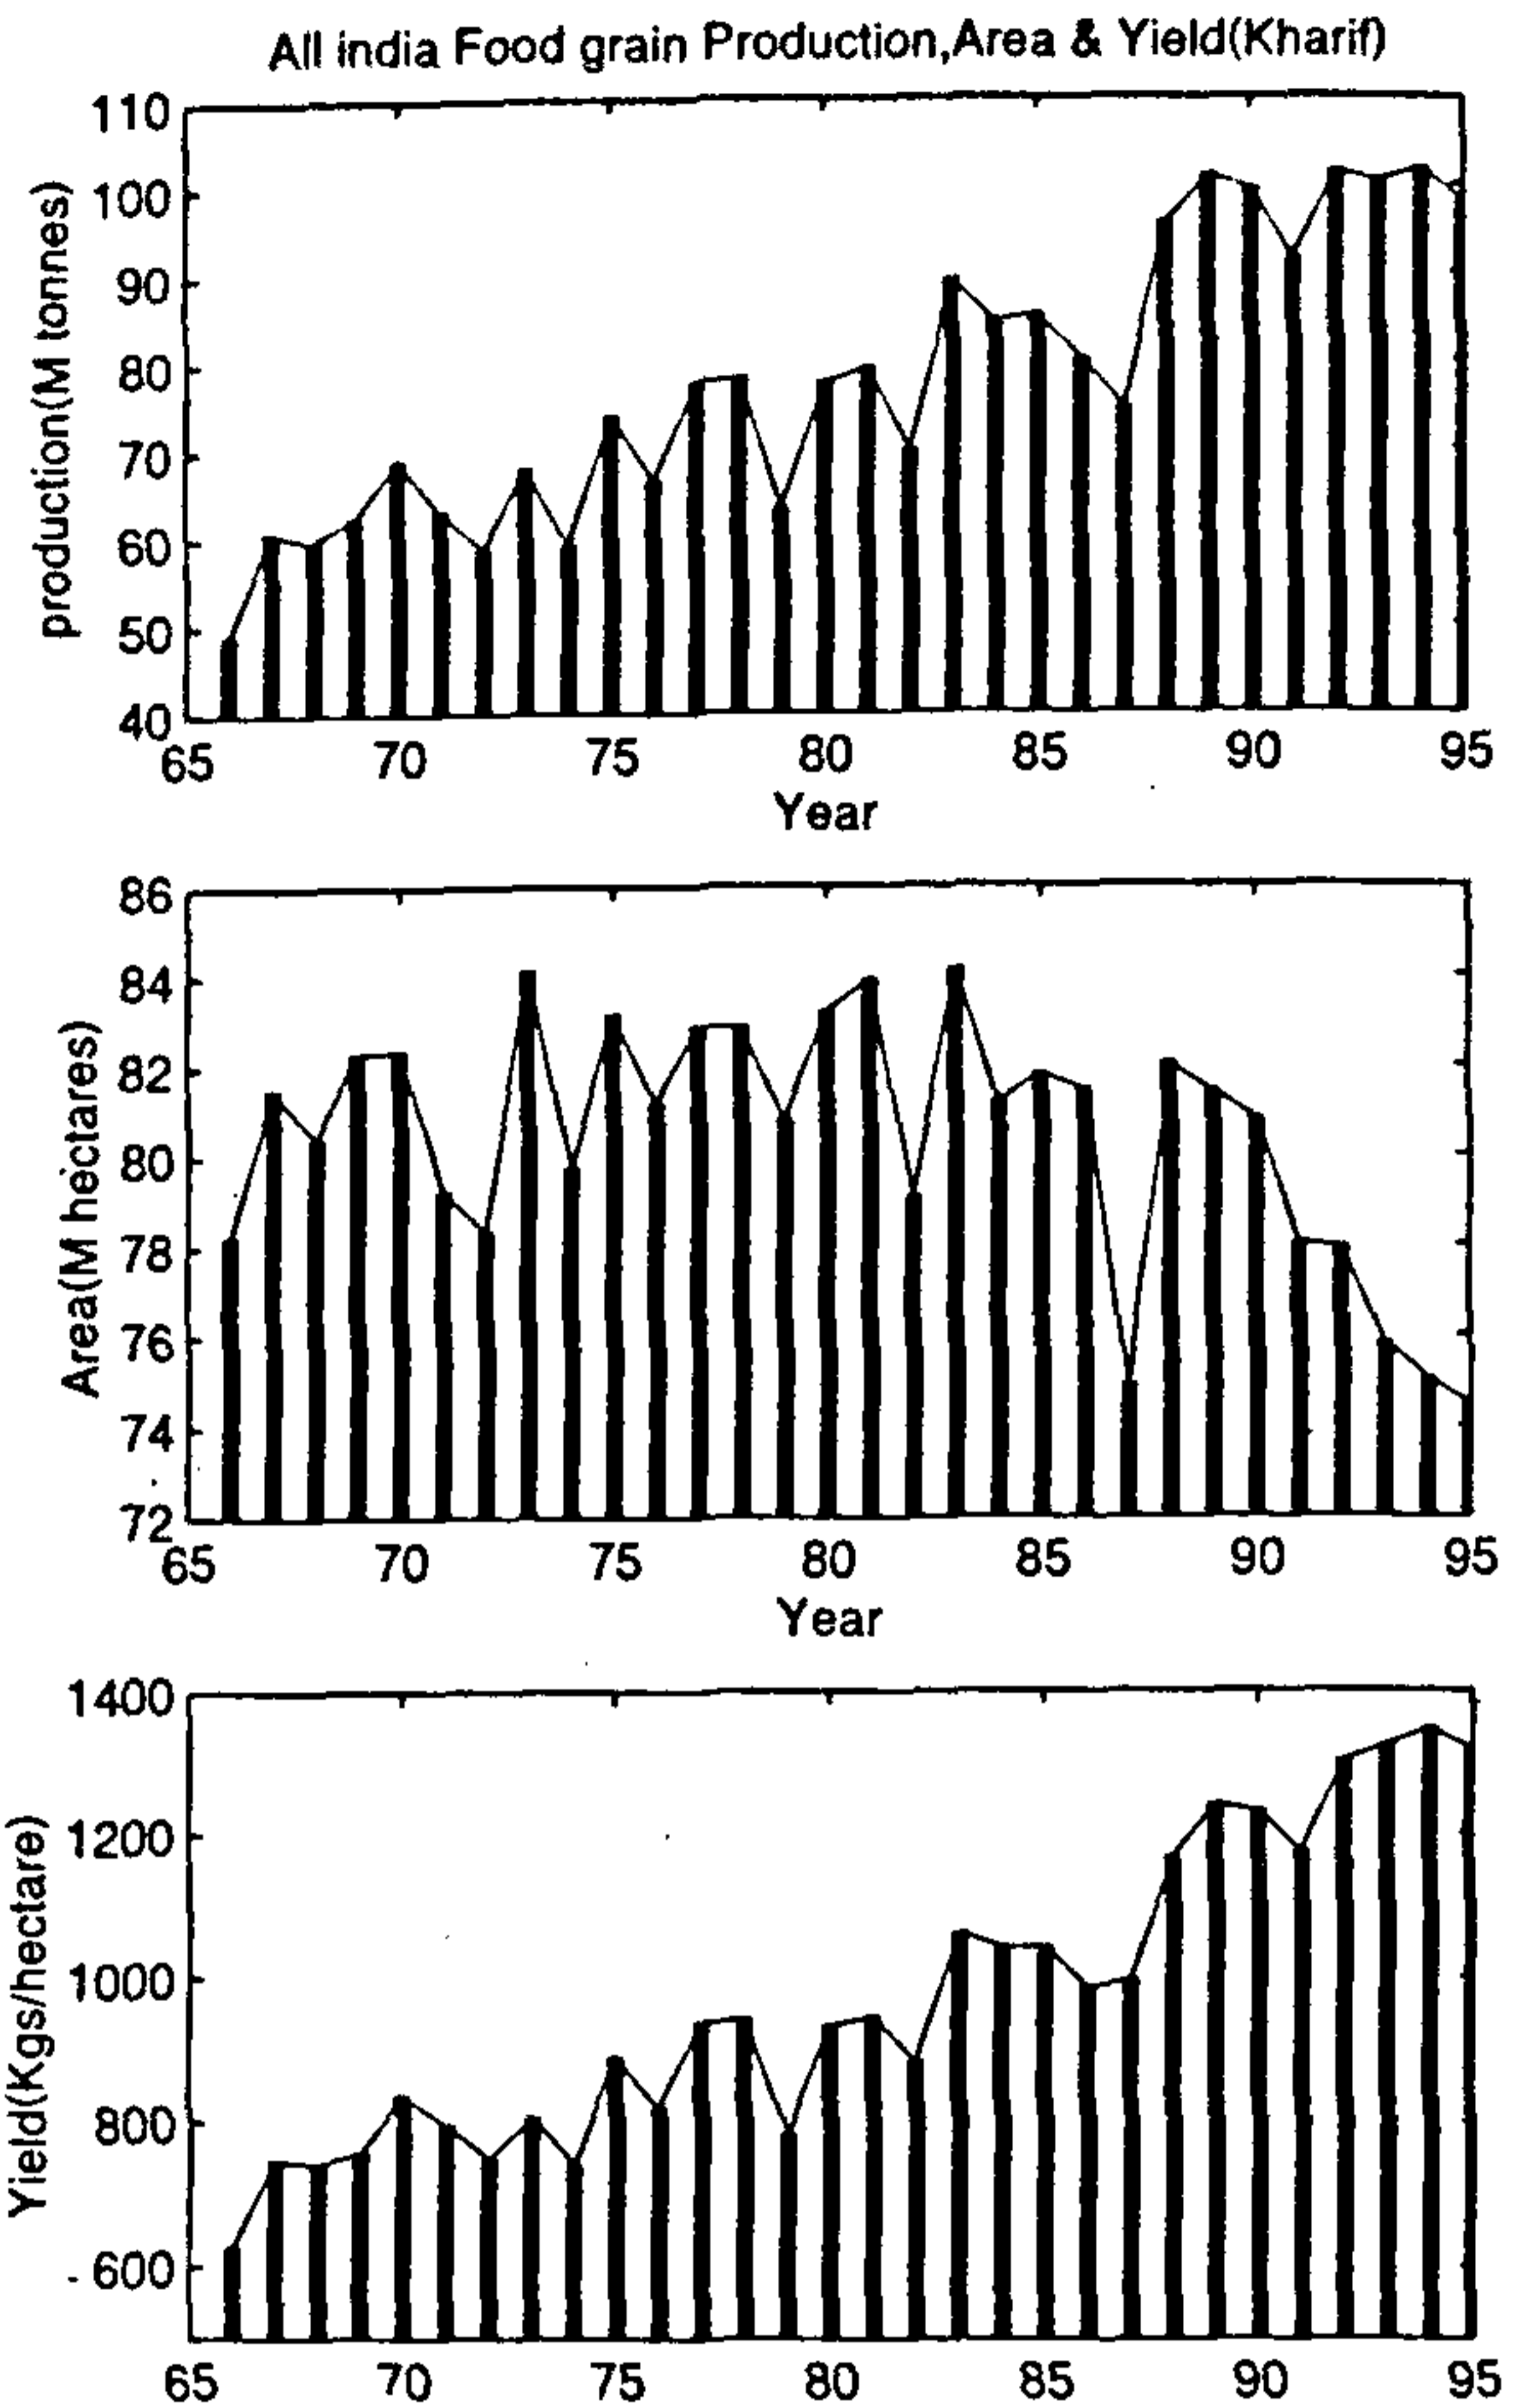 All india Food grain Production,Area & Yield(Kharif)
production(M tonnes)
110
100
90
80
70
60
50
40
65 70 75 80 85 90 95
Year
Area(M hectares)
86
84
82
80
78
76
74
72
65 70 75 80 85 90 95
Year
Yield(Kgs/hectare)
1400
1200
1000
800
600
65 70 75 80 85 90 95